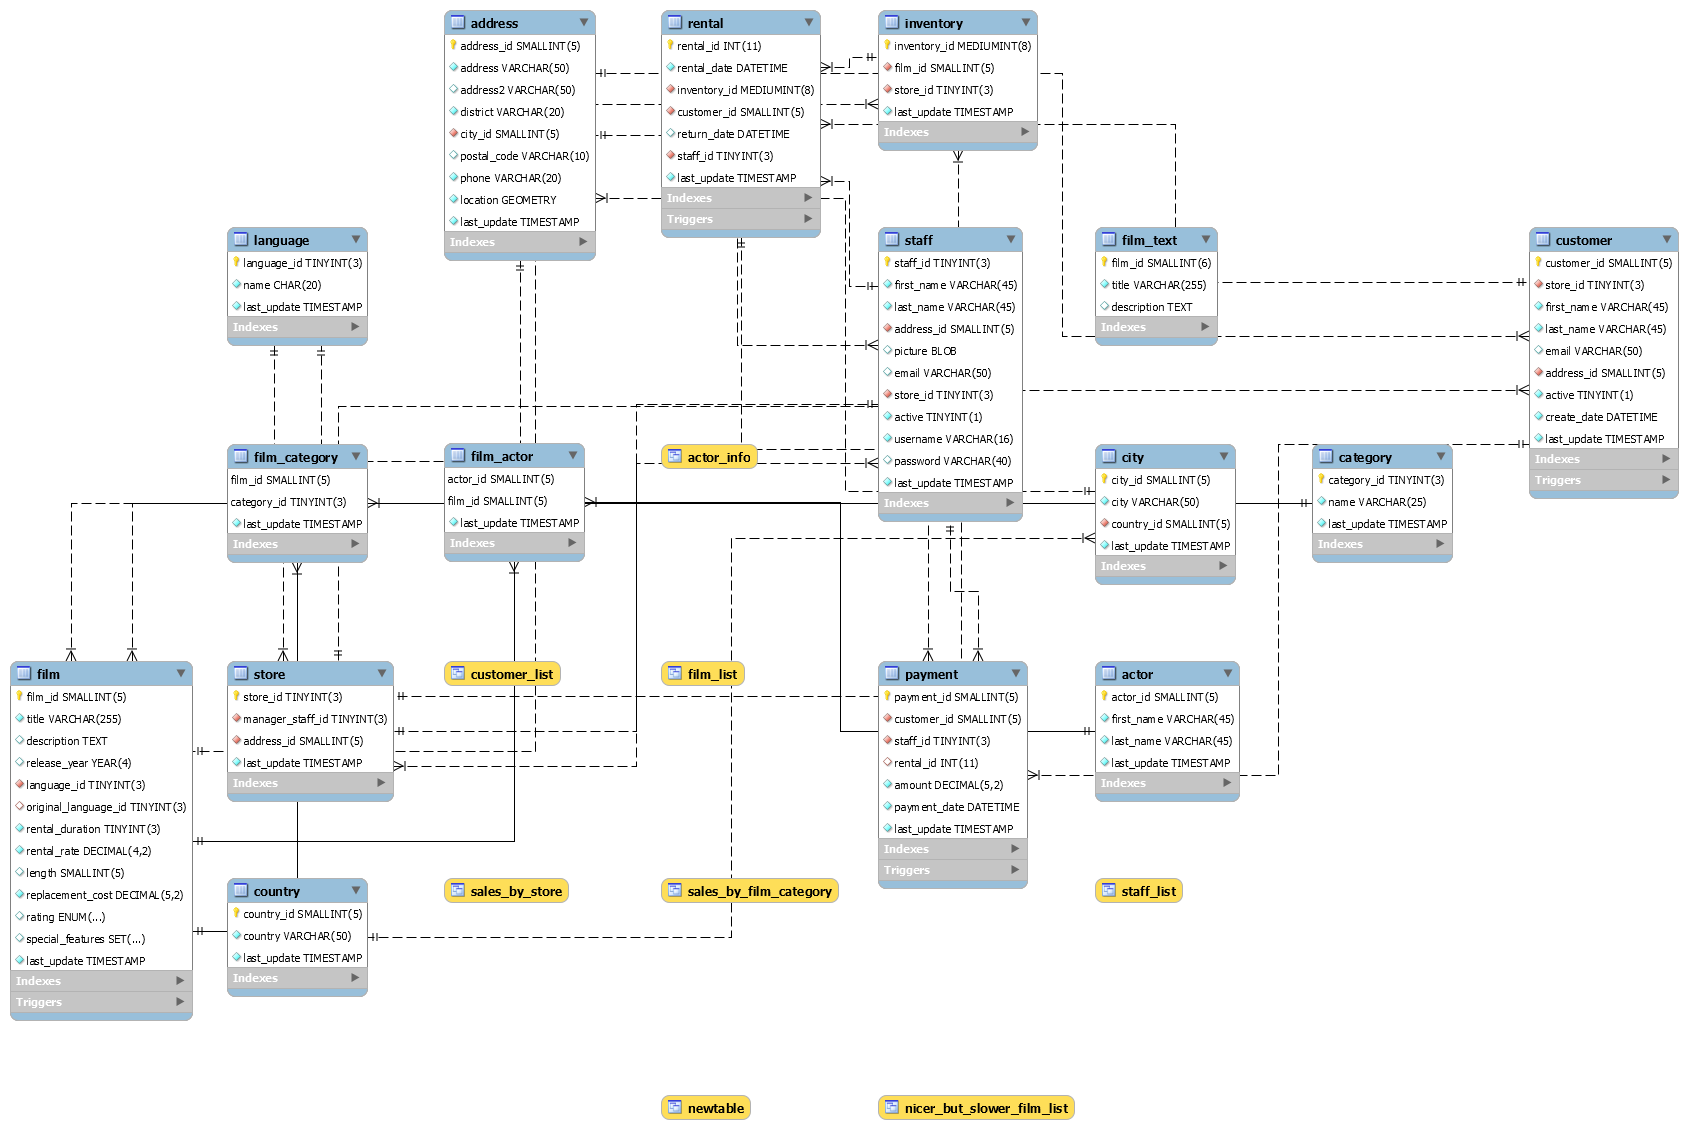 address
address_id SMALLINT(5)
address VARCHAR(50)
address2 VARCHAR(50)
district VARCHAR(20)
city_id SMALLINT(5)
postal_code VARCHAR(10)
phone VARCHAR(20)
location GEOMETRY
last_update TIMESTAMP
Indexes
rental
rental_id INT(11)
rental_date DATETIME
inventory_id MEDIUMINT(8)
customer_id SMALLINT(5)
return_date DATETIME
staff_id TINYINT(3)
last_update TIMESTAMP
Indexes
Triggers
inventory
inventory_id MEDIUMINT(8)
film_id SMALLINT(5)
store_id TINYINT(3)
last_update TIMESTAMP
Indexes
language
language_id TINYINT(3)
name CHAR(20)
last_update TIMESTAMP
Indexes
staff
staff_id TINYINT(3)
first_name VARCHAR(45)
last_name VARCHAR(45)
address_id SMALLINT(5)
picture BLOB
email VARCHAR(50)
store_id TINYINT(3)
active TINYINT(1)
username VARCHAR(16)
password VARCHAR(40)
last_update TIMESTAMP
Indexes
film_text
film_id SMALLINT(6)
title VARCHAR(255)
description TEXT
Indexes
customer
customer_id SMALLINT(5)
store_id TINYINT(3)
first_name VARCHAR(45)
last_name VARCHAR(45)
email VARCHAR(50)
address_id SMALLINT(5)
active TINYINT(1)
create_date DATETIME
last_update TIMESTAMP
Indexes
Triggers
film_category
film_id SMALLINT(5)
category_id TINYINT(3)
last_update TIMESTAMP
Indexes
film_actor
actor_id SMALLINT(5)
film_id SMALLINT(5)
last_update TIMESTAMP
Indexes
actor_info
city
city_id SMALLINT(5)
city VARCHAR(50)
country_id SMALLINT(5)
last_update TIMESTAMP
Indexes
category
category_id TINYINT(3)
name VARCHAR(25)
last_update TIMESTAMP
Indexes
film
film_id SMALLINT(5)
title VARCHAR(255)
description TEXT
release_year YEAR(4)
language_id TINYINT(3)
original_language_id TINYINT(3)
rental_duration TINYINT(3)
rental_rate DECIMAL(4,2)
length SMALLINT(5)
replacement_cost DECIMAL(5,2)
rating ENUM(...)
special_features SET(...)
last_update TIMESTAMP
Indexes
Triggers
store
store_id TINYINT(3)
manager_staff_id TINYINT(3)
address_id SMALLINT(5)
last_update TIMESTAMP
Indexes
customer_list
film_list
payment
payment_id SMALLINT(5)
customer_id SMALLINT(5)
staff_id TINYINT(3)
rental_id INT(11)
amount DECIMAL(5,2)
payment_date DATETIME
last_update TIMESTAMP
Indexes
Triggers
actor
actor_id SMALLINT(5)
first_name VARCHAR(45)
last_name VARCHAR(45)
last_update TIMESTAMP
Indexes
country
country_id SMALLINT(5)
country VARCHAR(50)
last_update TIMESTAMP
Indexes
sales_by_store
sales_by_film_category
staff_list
newtable
nicer_but_slower_film_list